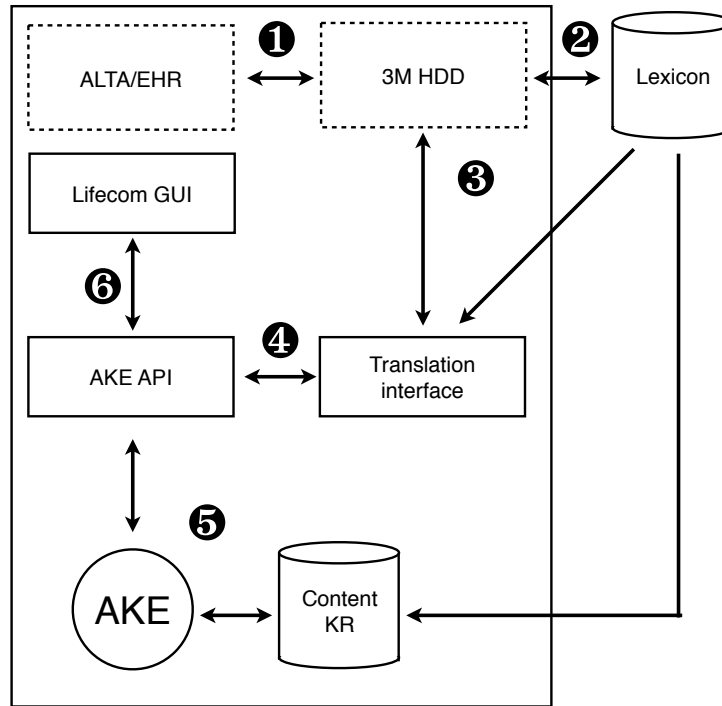 ❶
❷
ALTA/EHR
3M HDD
Lexicon
❸
Lifecom GUI
❻
❹
AKE API
Translation
interface
❺
AKE
Content
KR